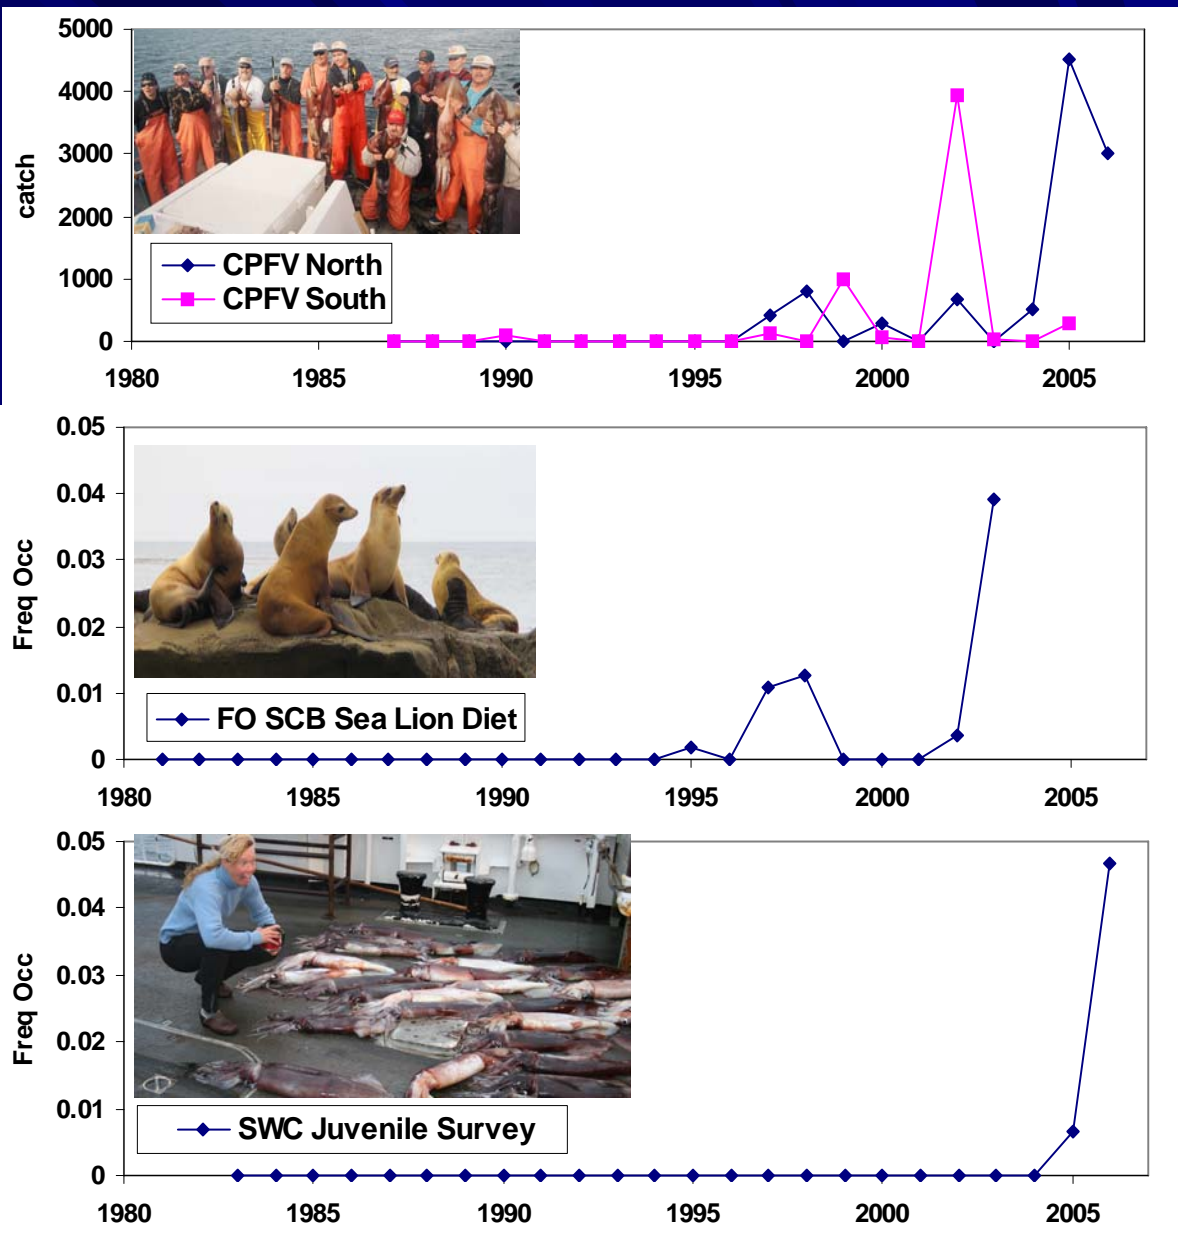 5000
4000
3000
2000
1000
0
catch
CPFV North
CPFV South
1980 1985 1990 1995 2000 2005
0.05
0.04
0.03
0.02
0.01
0
Freq Occ
FO SCB Sea Lion Diet
1980 1985 1990 1995 2000 2005
0.05
0.04
0.03
0.02
0.01
0
Freq Occ
SWC Juvenile Survey
1980 1985 1990 1995 2000 2005